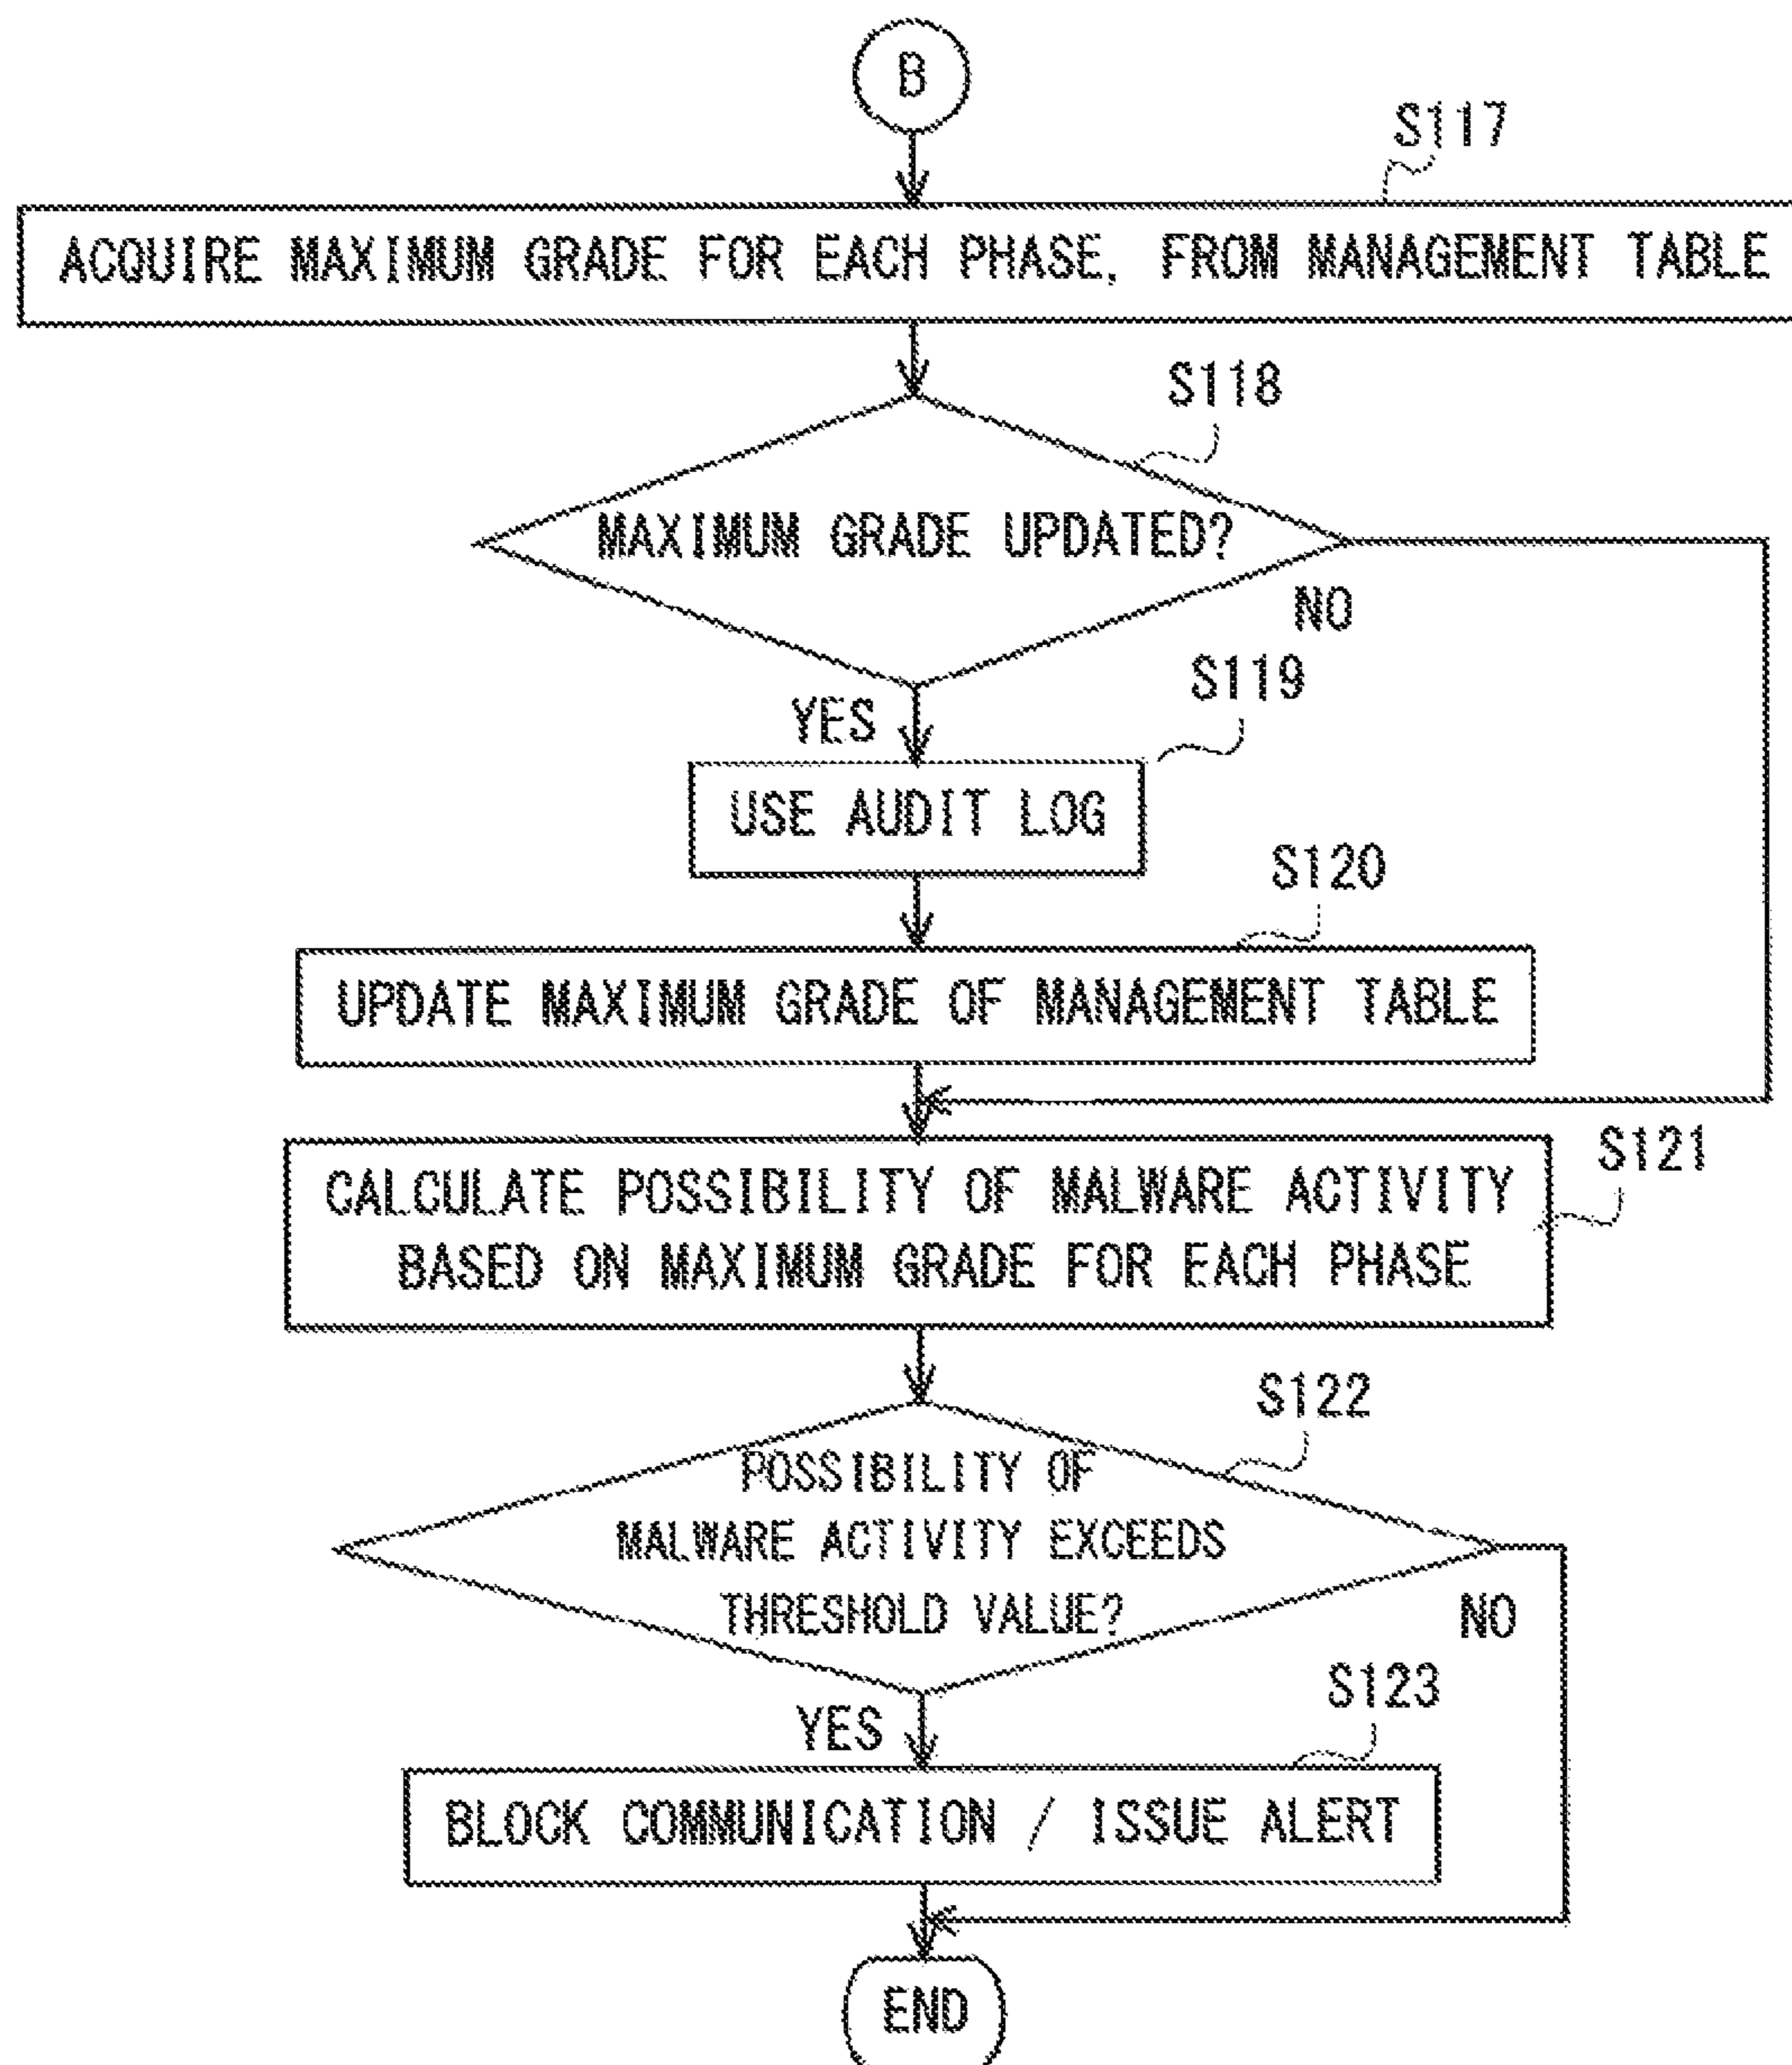 B
S117
ACQUIRE MAXIMUM GRADE FOR EACH PHASE, FROM MANAGEMENT TABLE
S118
MAXIMUM GRADE UPDATED?
NO
YES
S119
USE AUDIT LOG
S120
UPDATE MAXIMUM GRADE OF MANAGEMENT TABLE
S121
CALCULATE POSSIBILITY OF MALWARE ACTIVITY
BASED ON MAXIMUM GRADE FOR EACH PHASE
S122
POSSIBILITY OF
MALWARE ACTIVITY EXCEEDS
THRESHOLD VALUE?
NO
YES
S123
BLOCK COMMUNICATION / ISSUE ALERT
END